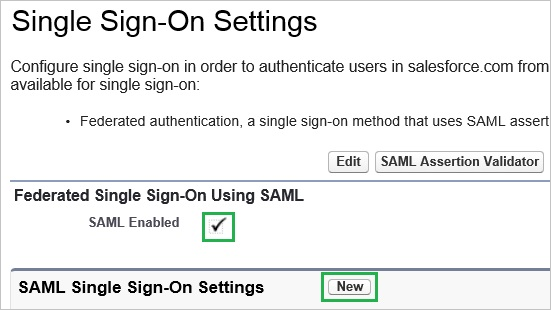 Single Sign-On Settings
Configure single sign-on in order to authenticate users in salesforce.com from
available for single sign-on:
• Federated authentication, a single sign-on method that uses SAML assert
Edit SAML Assertion Validator
Federated Single Sign-On Using SAML
SAML Enabled
SAML Single Sign-On Settings New